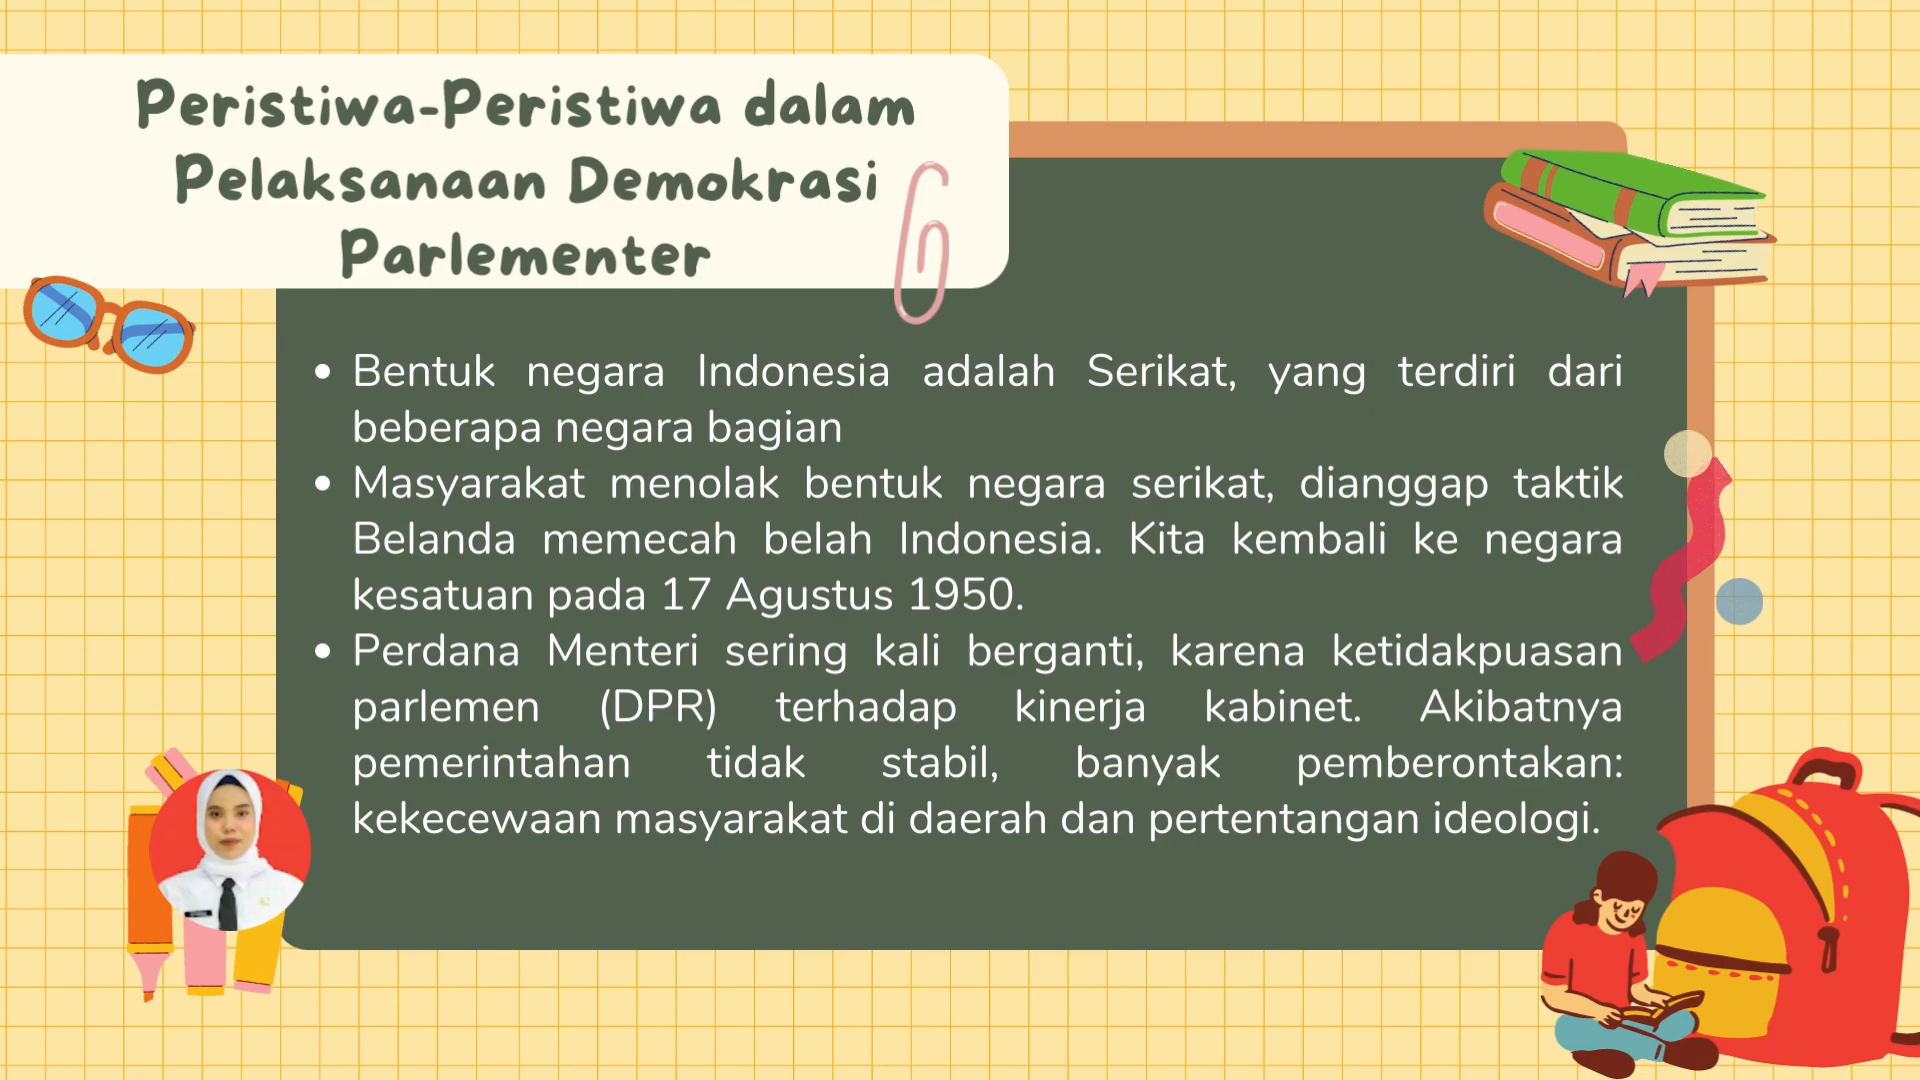 Peristiwa-Peristiwa dalam
Pelaksanaan Demokrasi
Parlementer
• Bentuk negara Indonesia adalah Serikat, yang terdiri dari
beberapa negara bagian
• Masyarakat menolak bentuk negara serikat, dianggap taktik
Belanda memecah belah Indonesia. Kita kembali ke negara
kesatuan pada 17 Agustus 1950.
• Perdana Menteri sering kali berganti, karena ketidakpuasan
parlemen (DPR) terhadap kinerja kabinet. Akibatnya
pemerintahan tidak stabil, banyak pemberontakan:
kekecewaan masyarakat di daerah dan pertentangan ideologi.